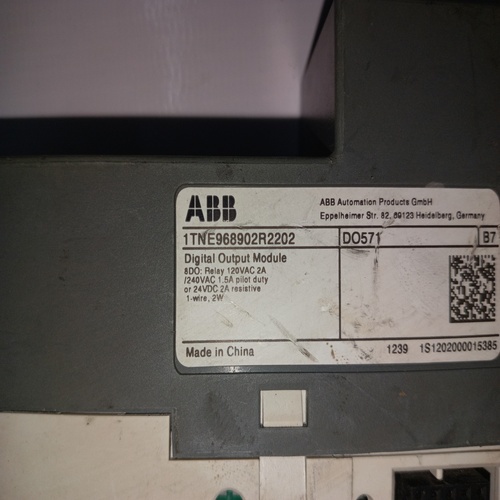 ABB
ABB Automation Products GmbH
Eppelheimer Str. 82, 69123 Heidelberg, Germany
1TNE968902R2202 DO571 B7
Digital Output Module
8DO: Relay 120VAC 2A
/240VAC 1.5A pilot duty
or 24VDC 2A resistive
1-wire, 2W
Made in China 1239 1S1202000015385